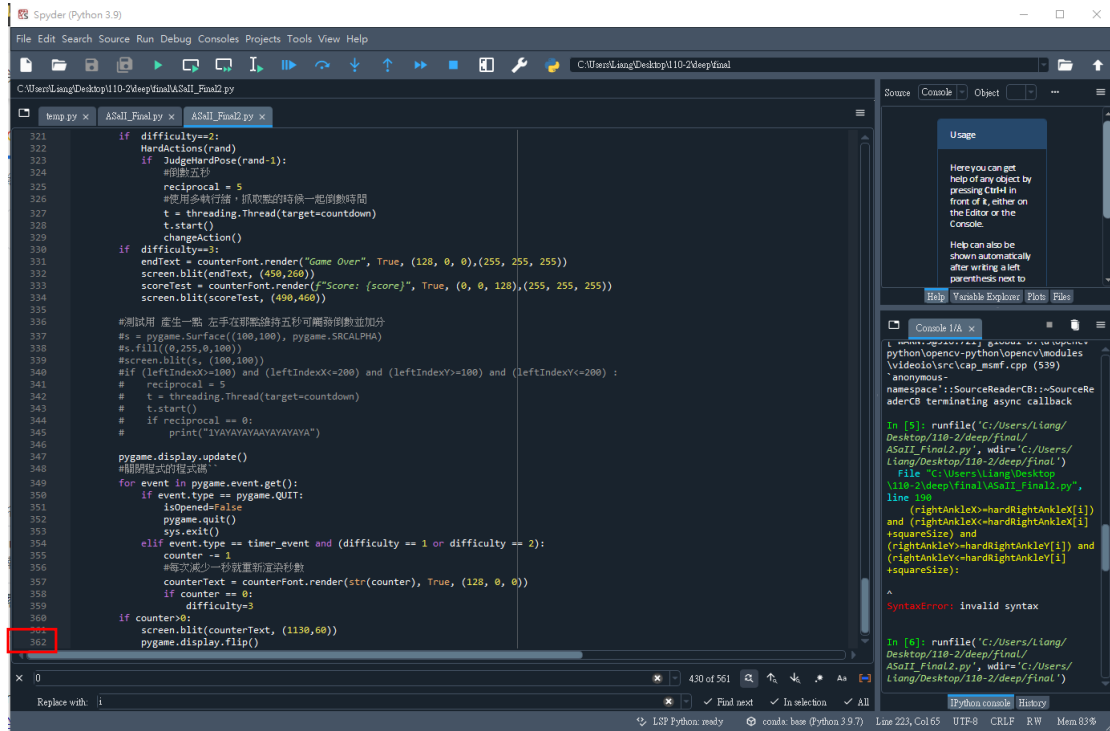 Spyder (Python 3.9)
File Edit Search Source Run Debug Consoles Projects Tools View Help
C:\Users\Liang\Desktop\110-2\deep\final
C:\Users\Liang\Desktop\110-2\deep\final\ASaII_Final2.py
temp.py ASaII_Final.py ASaII_Final2.py
321 if difficulty==2:
322 HardActions(rand)
323 if JudgeHardPose(rand-1):
324 #倒數五秒
325 reciprocal = 5
326 #使用多執行緒，抓取點的時候一起倒數時間
327 t = threading.Thread(target=countdown)
328 t.start()
329 changeAction()
330 if difficulty==3:
331 endText = counterFont.render("Game Over", True, (128, 0, 0),(255, 255, 255))
332 screen.blit(endText, (450,260))
333 scoreTest = counterFont.render(f"Score: {score}", True, (0, 0, 128),(255, 255, 255))
334 screen.blit(scoreTest, (490,460))
335
336 #測試用 產生一點 左手在那點維持五秒可觸發倒數並加分
337 #s = pygame.Surface((100,100), pygame.SRCALPHA)
338 #s.fill((0,255,0,100))
339 #screen.blit(s, (100,100))
340 #if (leftIndexX>=100) and (leftIndexX<=200) and (leftIndexY>=100) and (leftIndexY<=200) :
341 # reciprocal = 5
342 # t = threading.Thread(target=countdown)
343 # t.start()
344 # if reciprocal == 0:
345 # print("1YAYAYAYAAYAYAYAYA")
346
347 pygame.display.update()
348 #關閉程式的程式碼``
349 for event in pygame.event.get():
350 if event.type == pygame.QUIT:
351 isOpened=False
352 pygame.quit()
353 sys.exit()
354 elif event.type == timer_event and (difficulty == 1 or difficulty == 2):
355 counter -= 1
356 #每次減少一秒就重新渲染秒數
357 counterText = counterFont.render(str(counter), True, (128, 0, 0))
358 if counter == 0:
359 difficulty=3
360 if counter>0:
361 screen.blit(counterText, (1130,60))
362 pygame.display.flip()
0 430 of 561 Aa
Replace with: i Find next In selection All
Source Console Object
Usage
Here you can get
help of any object by
pressing Ctrl+I in
front of it, either on
the Editor or the
Console.
Help can also be
shown automatically
after writing a left
parenthesis next to
Help Variable Explorer Plots Files
Console 1/A
python\opencv-python\opencv\modules
\videoio\src\cap_msmf.cpp (539)
`anonymous-
namespace'::SourceReaderCB::~SourceRe
aderCB terminating async callback
In [5]: runfile('C:/Users/Liang/
Desktop/110-2/deep/final/
ASaII_Final2.py', wdir='C:/Users/
Liang/Desktop/110-2/deep/final')
File "C:\Users\Liang\Desktop
\110-2\deep\final\ASaII_Final2.py",
line 190
(rightAnkleX>=hardRightAnkleX[i])
and (rightAnkleX<=hardRightAnkleX[i]
+squareSize) and
(rightAnkleY>=hardRightAnkleY[i]) and
(rightAnkleY<=hardRightAnkleY[i]
+squareSize):
^
SyntaxError: invalid syntax
In [6]: runfile('C:/Users/Liang/
Desktop/110-2/deep/final/
ASaII_Final2.py', wdir='C:/Users/
Liang/Desktop/110-2/deep/final')
IPython console History
LSP Python: ready conda: base (Python 3.9.7) Line 223, Col 65 UTF-8 CRLF RW Mem 83%